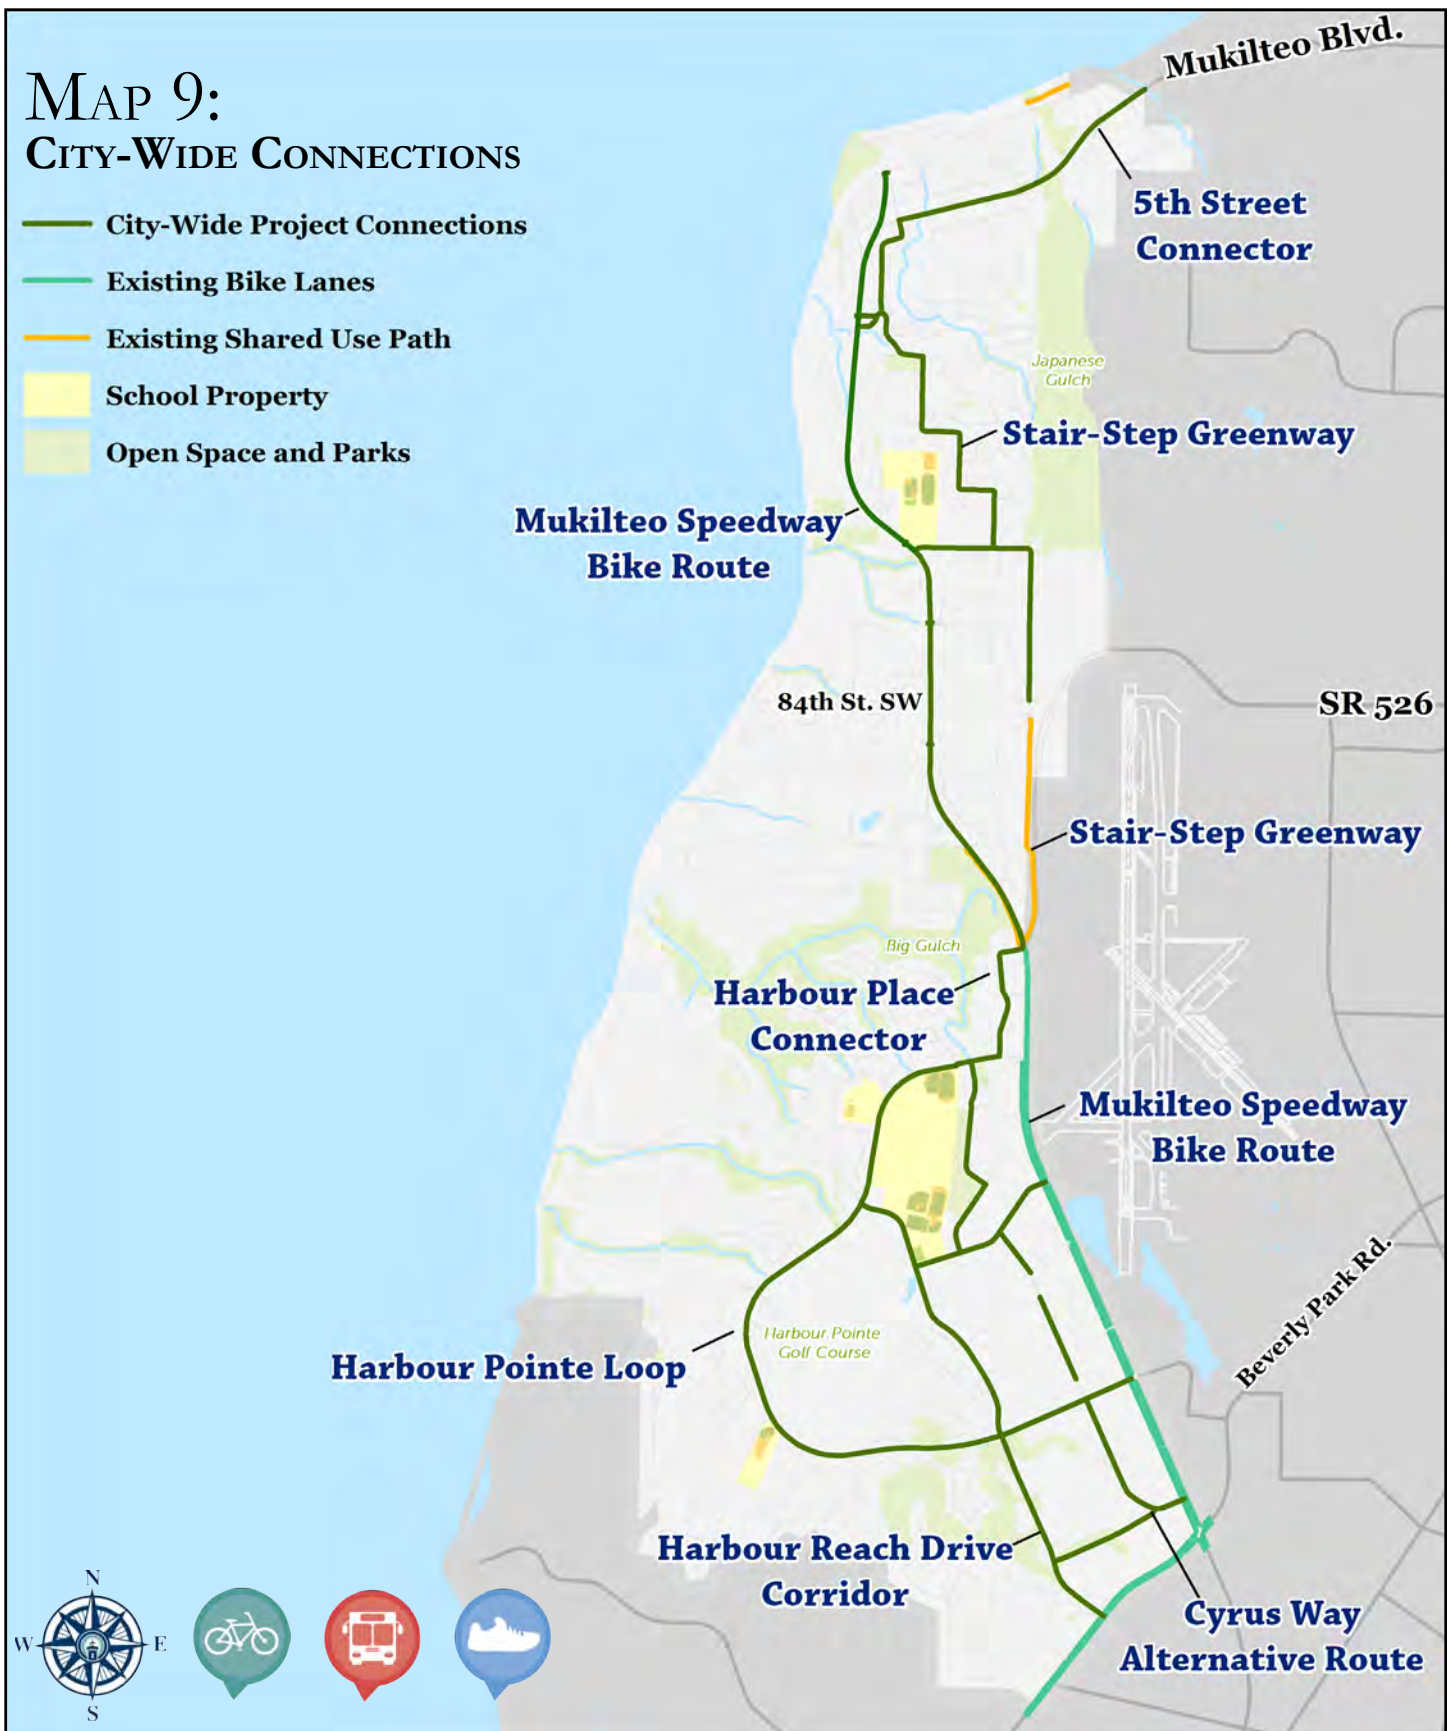 MAP 9:
CITY-WIDE CONNECTIONS
City-Wide Project Connections
Existing Bike Lanes
Existing Shared Use Path
School Property
Open Space and Parks
Mukilteo Blvd.
5th Street
Connector
Japanese
Gulch
Stair-Step Greenway
Mukilteo Speedway
Bike Route
84th St. SW
SR 526
Stair-Step Greenway
Big Gulch
Harbour Place
Connector
Mukilteo Speedway
Bike Route
Beverly Park Rd.
Harbour Pointe
Golf Course
Harbour Pointe Loop
Harbour Reach Drive
Corridor
Cyrus Way
Alternative Route
N
W E
S